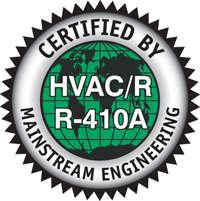 CERTIFIED BY
HVAC/R
R-410A
MAINSTREAM ENGINEERING